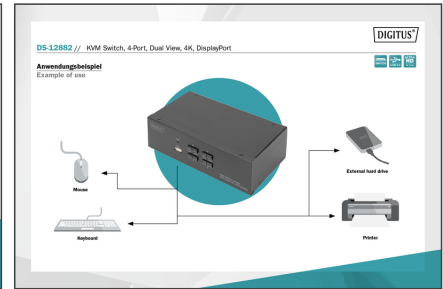 DIGITUS®
DS-12882 // KVM Switch, 4-Port, Dual View, 4K, DisplayPort
Anwendungsbeispiel
Example of use
HD
External hard drive
Mouse
Keyboard
Printer